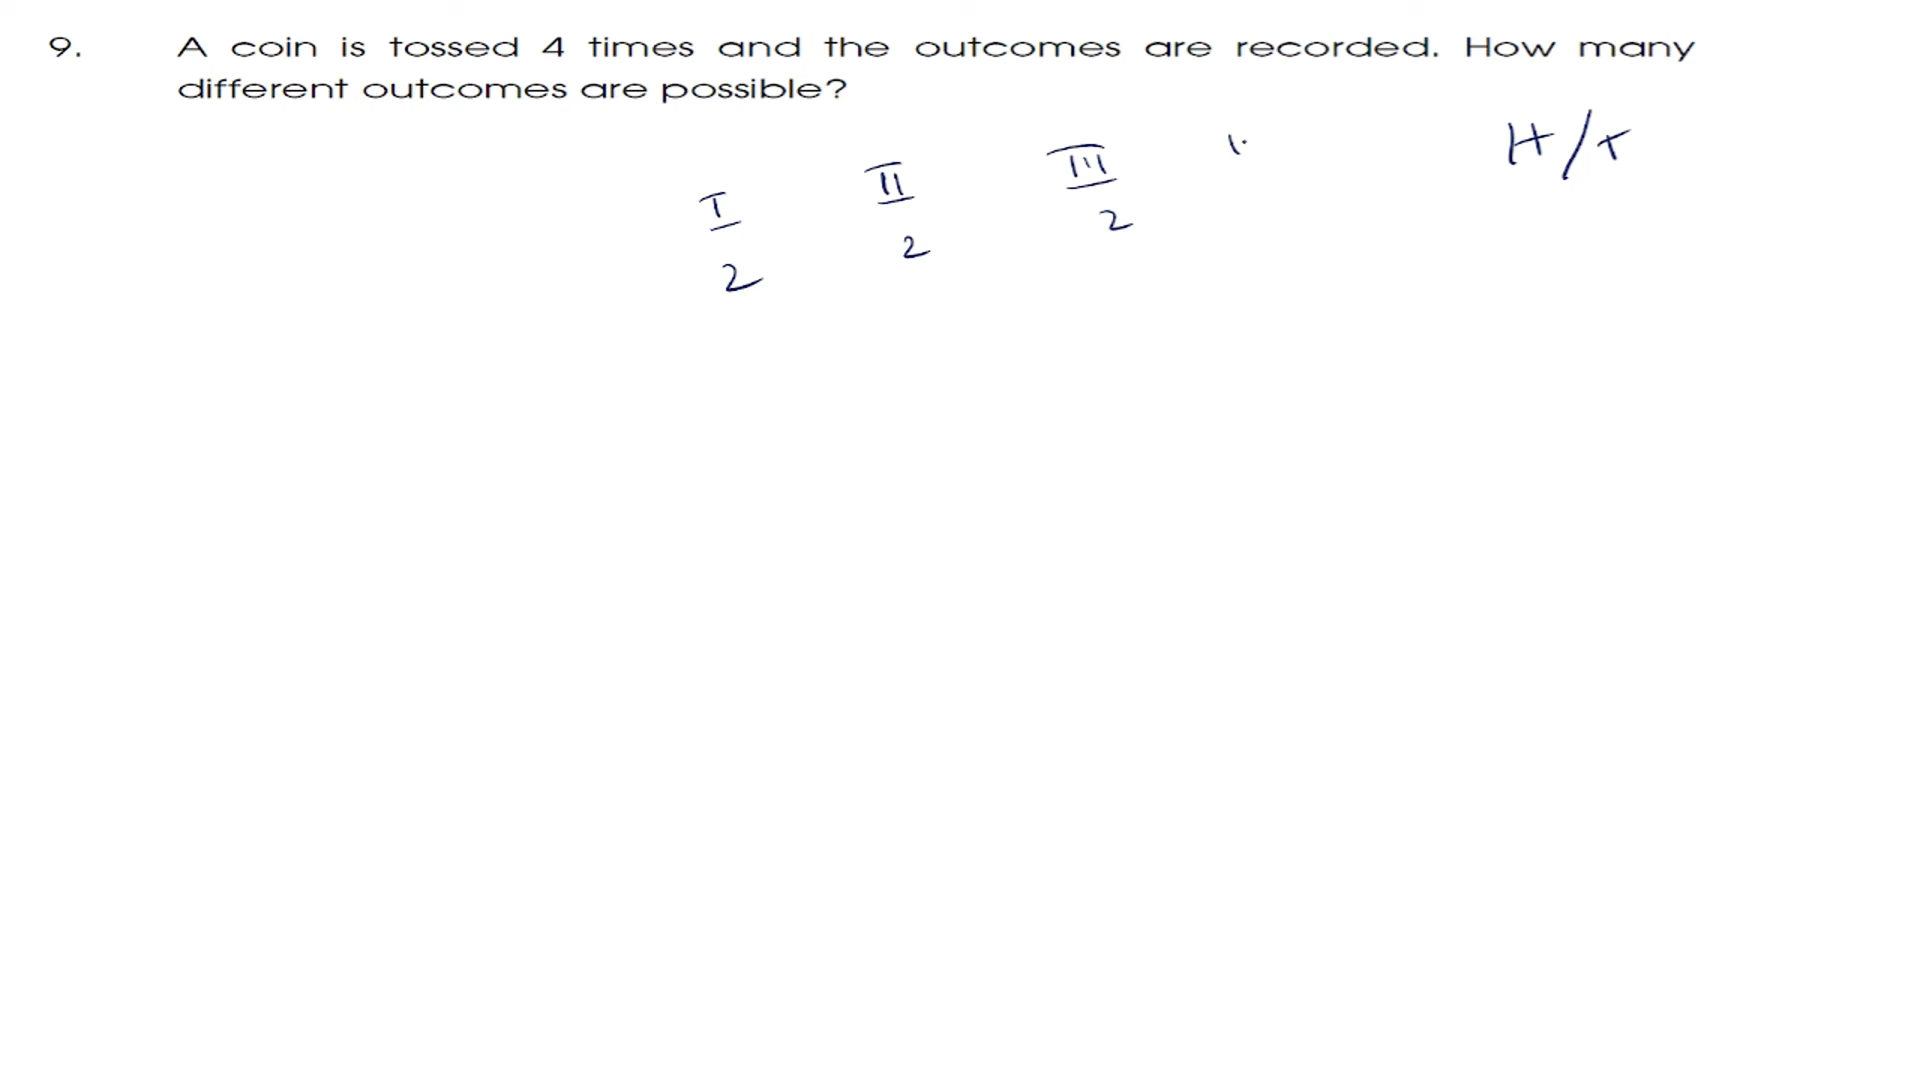 9. A coin is tossed 4 times and the outcomes are recorded. How many
different outcomes are possible?
H/T
I II III
2 2 2